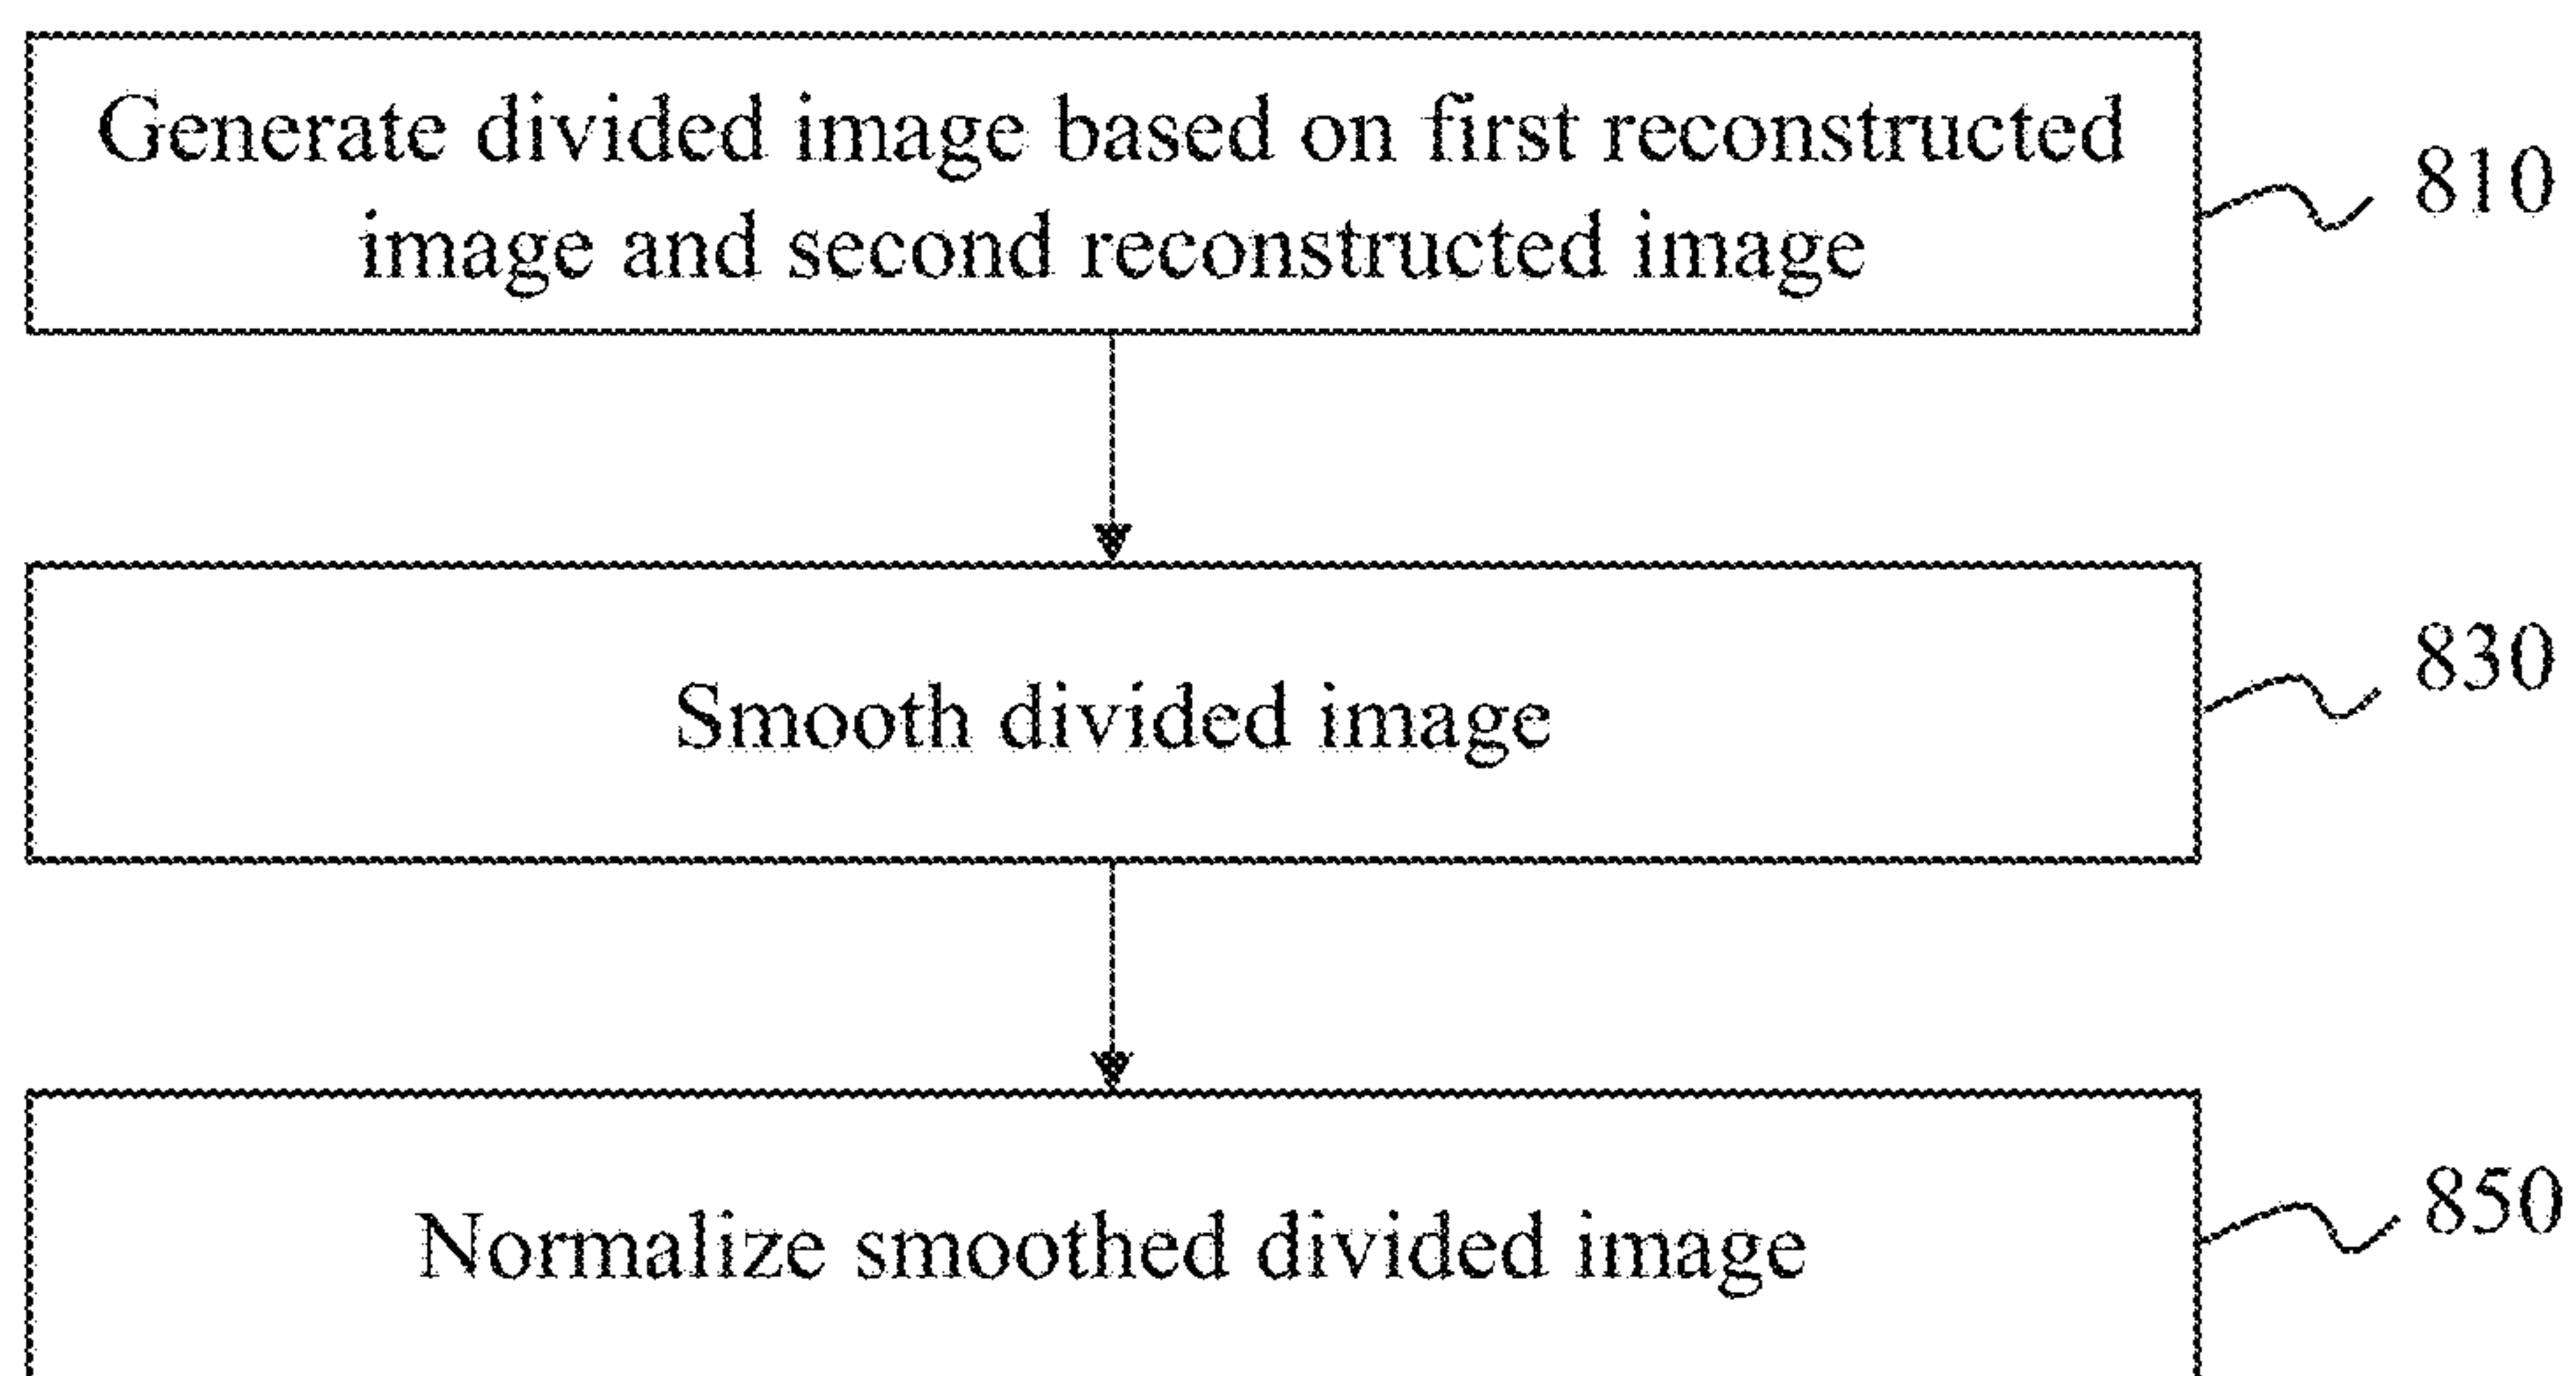 Generate divided image based on first reconstructed
image and second reconstructed image
810
Smooth divided image
830
Normalize smoothed divided image
850